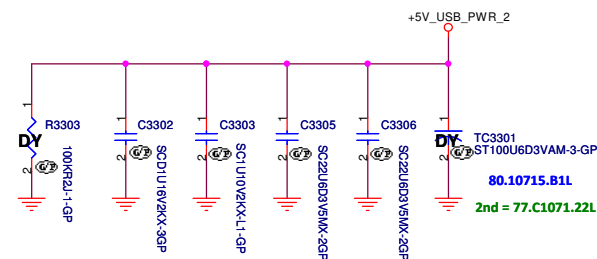 +5V_USB_PWR_2
1
R3303
DY
G/P
2
100KR2J-1-GP
1
C3302
G/P
2
SCD1U16V2KX-3GP
1
C3303
G/P
2
SC1U10V2KX-L1-GP
1
C3305
G/P
2
SC22U6D3V5MX-2GP
1
C3306
G/P
2
SC22U6D3V5MX-2GP
1
DY
TC3301
G/P
2
ST100U6D3VAM-3-GP
80.10715.B1L
2nd = 77.C1071.22L